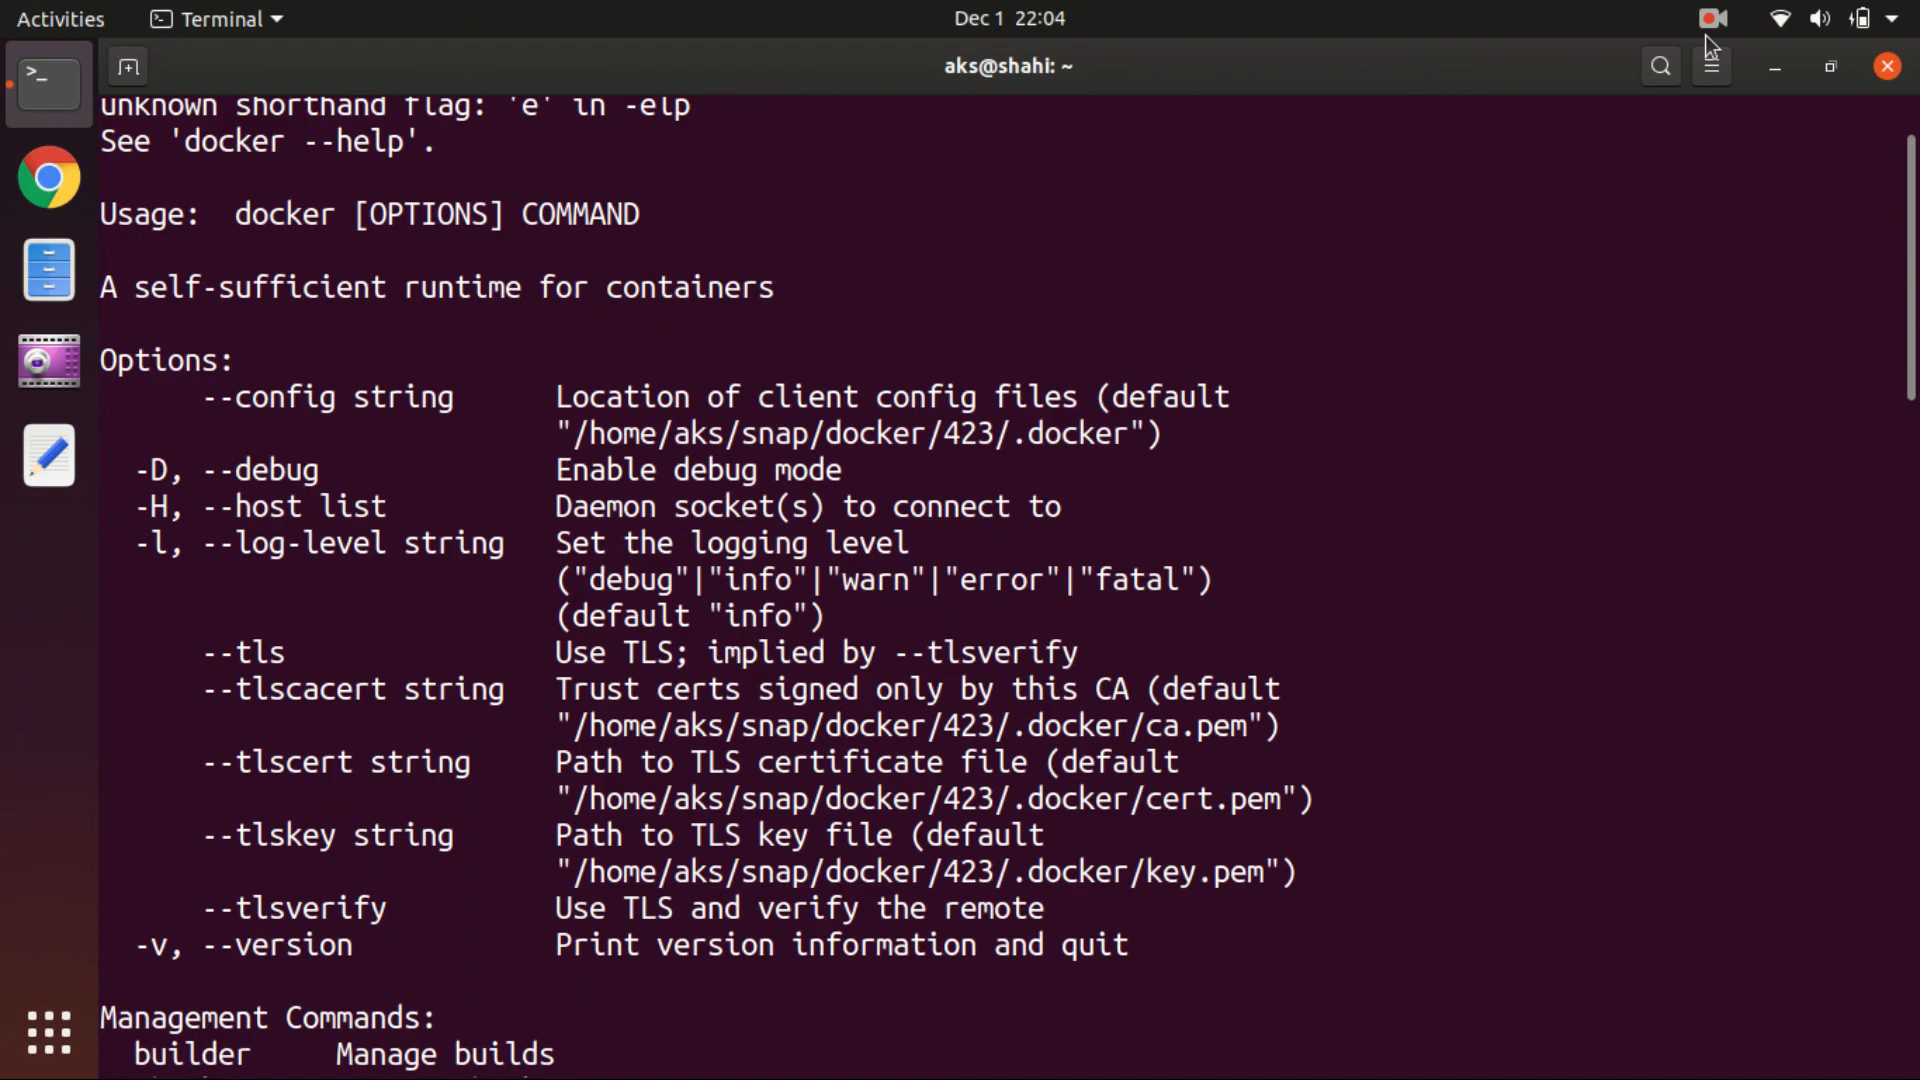 Activities Terminal Dec 1 22:04
aks@shahi: ~
unknown shorthand flag: 'e' in -elp
See 'docker --help'.
Usage: docker [OPTIONS] COMMAND
A self-sufficient runtime for containers
Options:
--config string Location of client config files (default
"/home/aks/snap/docker/423/.docker")
-D, --debug Enable debug mode
-H, --host list Daemon socket(s) to connect to
-l, --log-level string Set the logging level
("debug"|"info"|"warn"|"error"|"fatal")
(default "info")
--tls Use TLS; implied by --tlsverify
--tlscacert string Trust certs signed only by this CA (default
"/home/aks/snap/docker/423/.docker/ca.pem")
--tlscert string Path to TLS certificate file (default
"/home/aks/snap/docker/423/.docker/cert.pem")
--tlskey string Path to TLS key file (default
"/home/aks/snap/docker/423/.docker/key.pem")
--tlsverify Use TLS and verify the remote
-v, --version Print version information and quit
Management Commands:
builder Manage builds